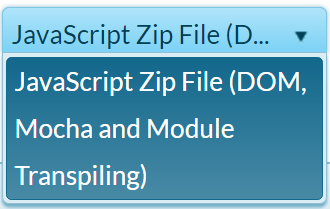 JavaScript Zip File (D...
JavaScript Zip File (DOM,
Mocha and Module
Transpiling)